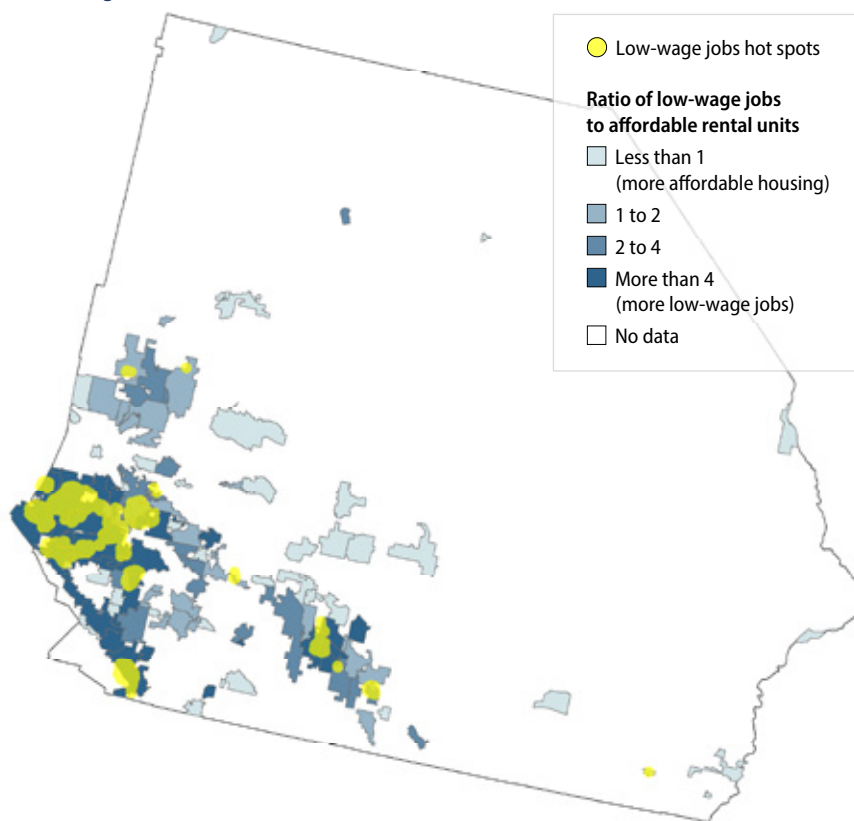 Low-wage jobs hot spots
Ratio of low-wage jobs
to affordable rental units
Less than 1
(more affordable housing)
1 to 2
2 to 4
More than 4
(more low-wage jobs)
No data